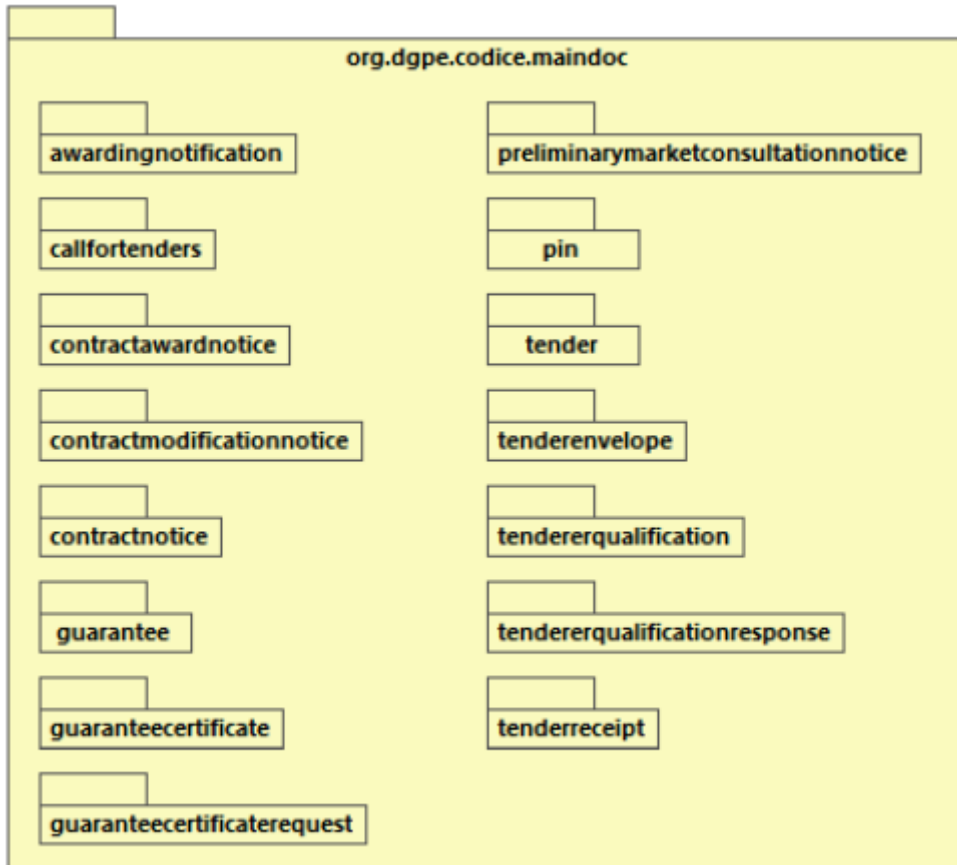 org.dgpe.codice.maindoc
awardingnotification
callfortenders
contractawardnotice
contractmodificationnotice
contractnotice
guarantee
guaranteecertificate
guaranteecertificaterequest
preliminarymarketconsultationnotice
pin
tender
tenderenvelope
tendererqualification
tendererqualificationresponse
tenderreceipt